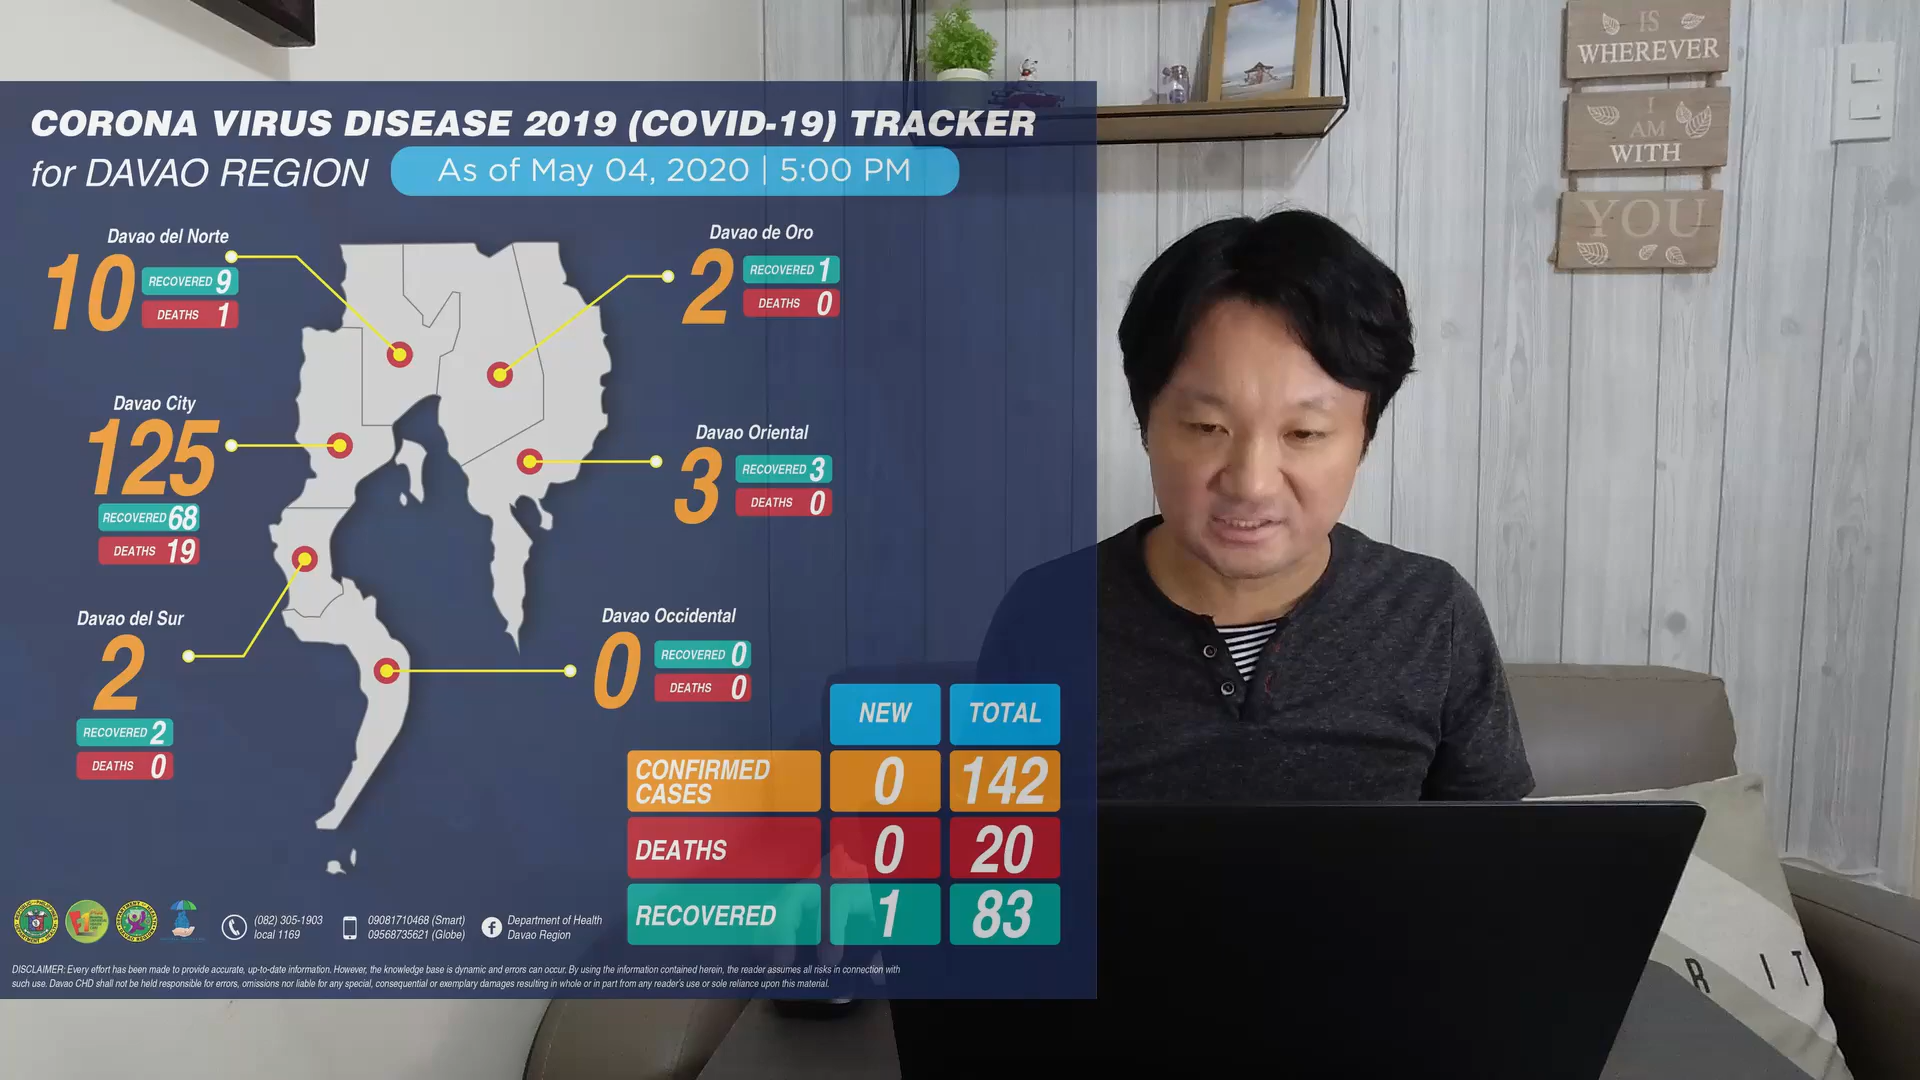 CORONA VIRUS DISEASE 2019 (COVID-19) TRACKER
for DAVAO REGION
As of May 04, 2020 | 5:00 PM
Davao del Norte
10
RECOVERED 9
DEATHS 1
Davao de Oro
2
RECOVERED 1
DEATHS 0
Davao City
125
RECOVERED 68
DEATHS 19
Davao Oriental
3
RECOVERED 3
DEATHS 0
Davao del Sur
2
RECOVERED 2
DEATHS 0
Davao Occidental
0
RECOVERED 0
DEATHS 0
NEW TOTAL
CONFIRMED
CASES
0 142
DEATHS 0 20
RECOVERED 1 83
(082) 305-1903
local 1169
09081710468 (Smart)
09568735621 (Globe)
Department of Health
Davao Region
DISCLAIMER: Every effort has been made to provide accurate, up-to-date information. However, the knowledge base is dynamic and errors can occur. By using the information contained herein, the reader assumes all risks in connection with
such use. Davao CHD shall not be held responsible for errors, omissions nor liable for any special, consequential or exemplary damages resulting in whole or in part from any reader's use or sole reliance upon this material.
IS
WHEREVER
I
AM
WITH
YOU
B I T